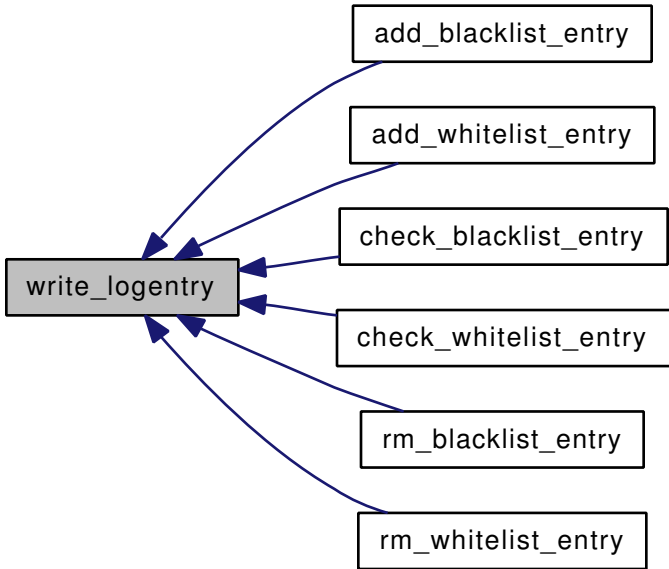 add_blacklist_entry
add_whitelist_entry
check_blacklist_entry
write_logentry
check_whitelist_entry
rm_blacklist_entry
rm_whitelist_entry